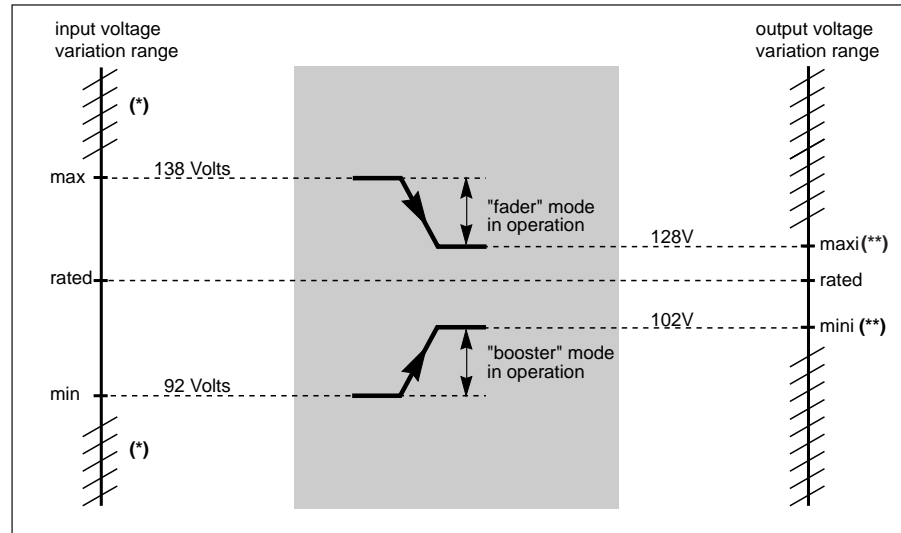 input voltage
variation range
output voltage
variation range
(*)
138 Volts
max
"fader" mode
in operation
128V
maxi (**)
rated
rated
102V
mini (**)
"booster" mode
in operation
92 Volts
min
(*)